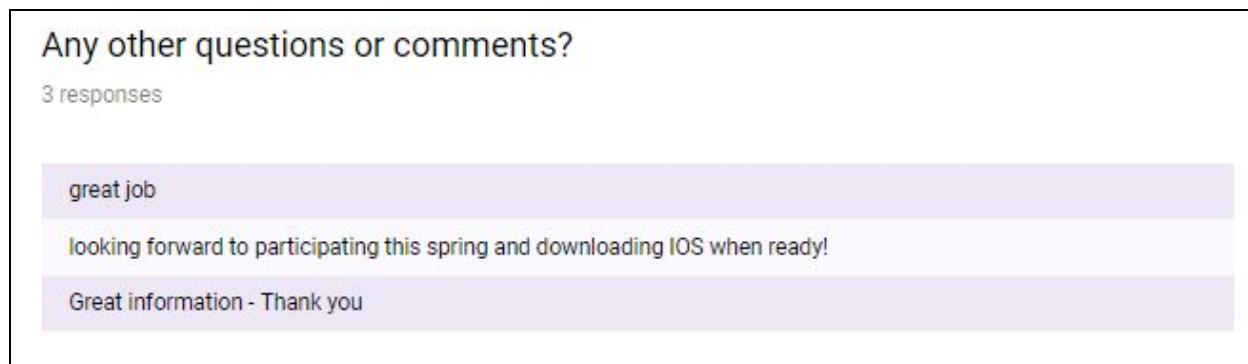 Any other questions or comments?
3 responses
great job
looking forward to participating this spring and downloading IOS when ready!
Great information - Thank you